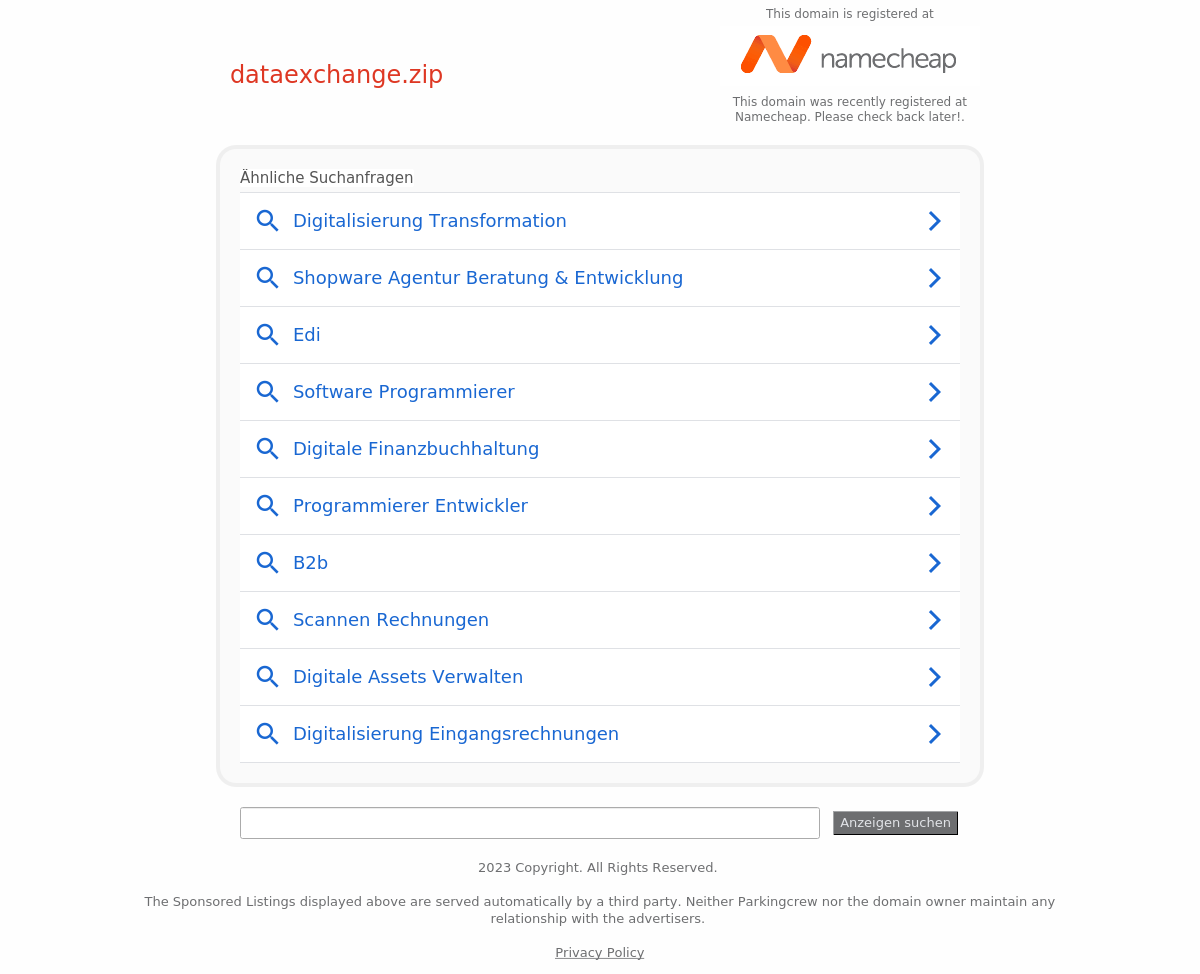 This domain is registered at
namecheap
dataexchange.zip
This domain was recently registered at
Namecheap. Please check back later!.
Ähnliche Suchanfragen
Digitalisierung Transformation
Shopware Agentur Beratung & Entwicklung
Edi
Software Programmierer
Digitale Finanzbuchhaltung
Programmierer Entwickler
B2b
Scannen Rechnungen
Digitale Assets Verwalten
Digitalisierung Eingangsrechnungen
Anzeigen suchen
2023 Copyright. All Rights Reserved.
The Sponsored Listings displayed above are served automatically by a third party. Neither Parkingcrew nor the domain owner maintain any
relationship with the advertisers.
Privacy Policy